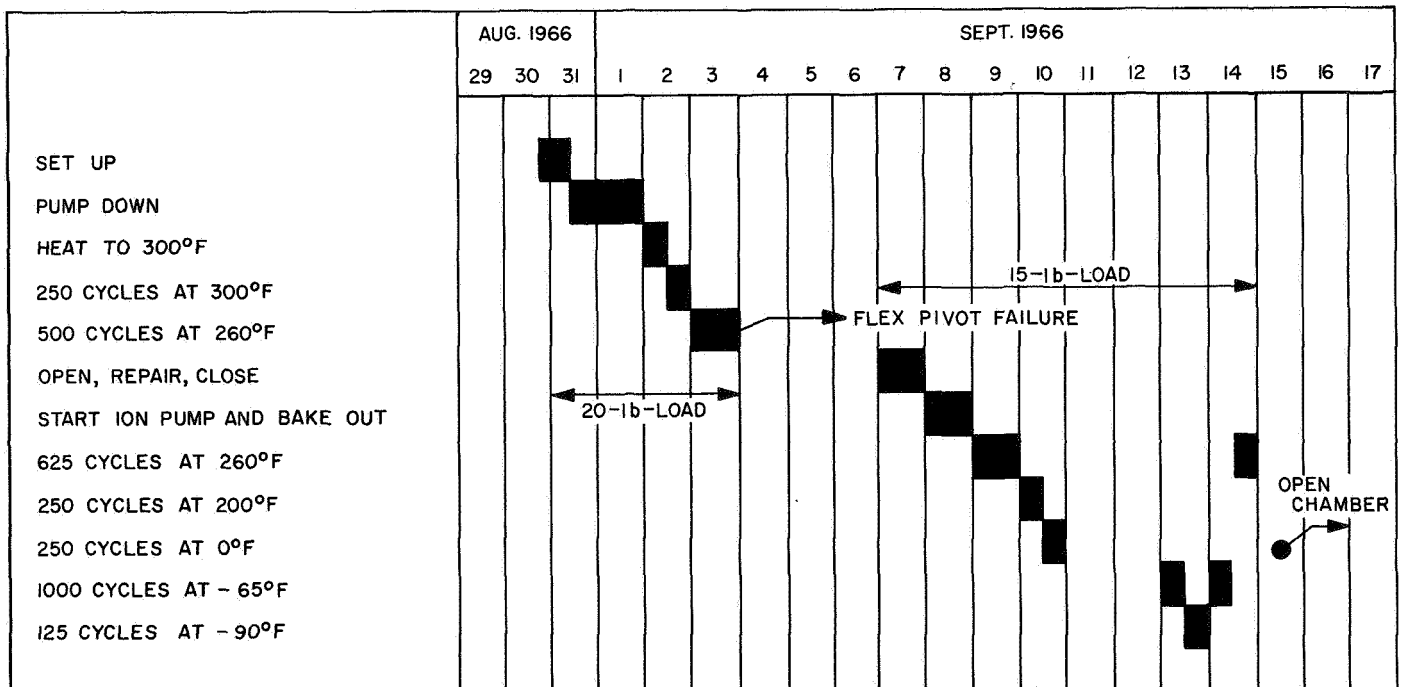 AUG. 1966 SEPT. 1966
29 30 31 1 2 3 4 5 6 7 8 9 10 11 12 13 14 15 16 17
SET UP
PUMP DOWN
HEAT TO 300°F
250 CYCLES AT 300°F
15-lb-LOAD
500 CYCLES AT 260°F
FLEX PIVOT FAILURE
OPEN, REPAIR, CLOSE
20-lb-LOAD
START ION PUMP AND BAKE OUT
625 CYCLES AT 260°F
250 CYCLES AT 200°F
OPEN
CHAMBER
250 CYCLES AT 0°F
1000 CYCLES AT - 65°F
125 CYCLES AT - 90°F